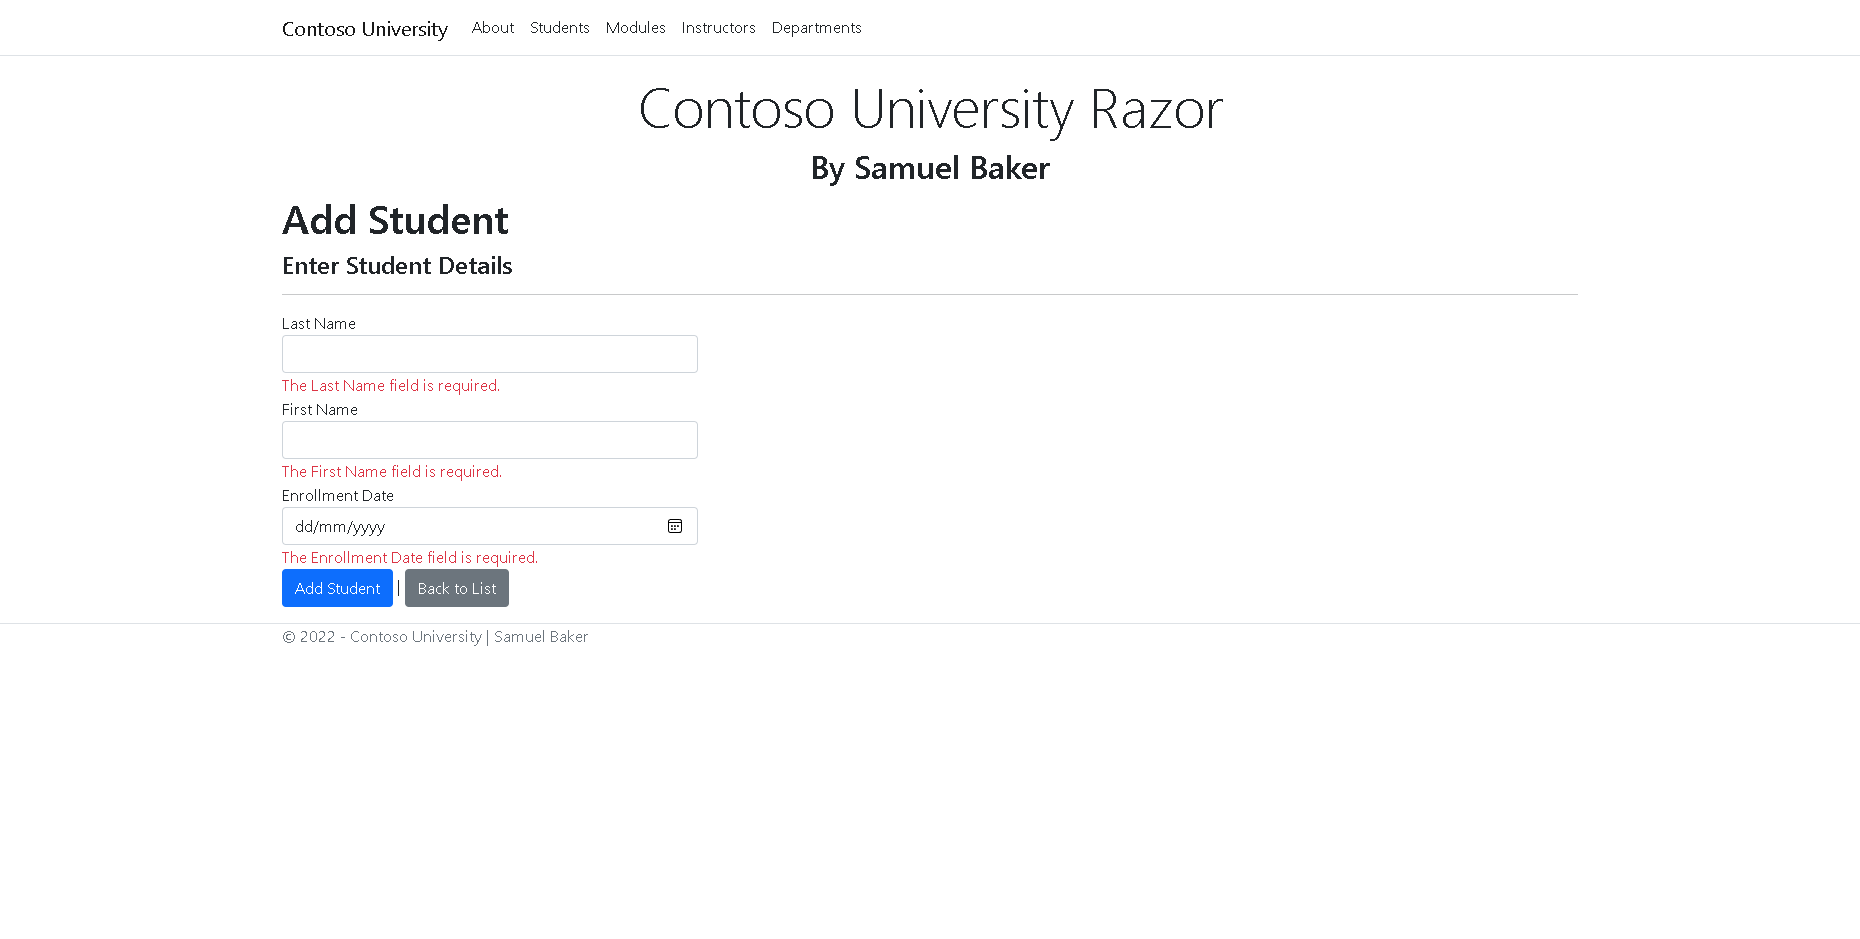 Contoso University About Students Modules Instructors Departments
Contoso University Razor
By Samuel Baker
Add Student
Enter Student Details
Last Name
The Last Name field is required.
First Name
The First Name field is required.
Enrollment Date
dd/mm/yyyy
The Enrollment Date field is required.
Add Student | Back to List
© 2022 - Contoso University | Samuel Baker